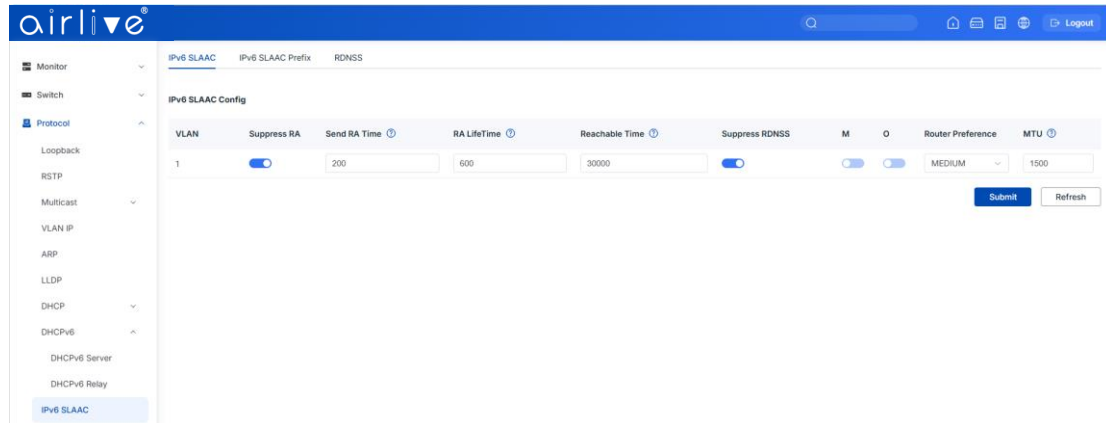 airlive®
Logout
Monitor
Switch
Protocol
Loopback
RSTP
Multicast
VLAN IP
ARP
LLDP
DHCP
DHCPv6
DHCPv6 Server
DHCPv6 Relay
IPv6 SLAAC
IPv6 SLAAC IPv6 SLAAC Prefix RDNSS
IPv6 SLAAC Config
VLAN Suppress RA Send RA Time ? RA LifeTime ? Reachable Time ? Suppress RDNSS M O Router Preference MTU ?
1 200 600 30000 MEDIUM 1500
Submit Refresh